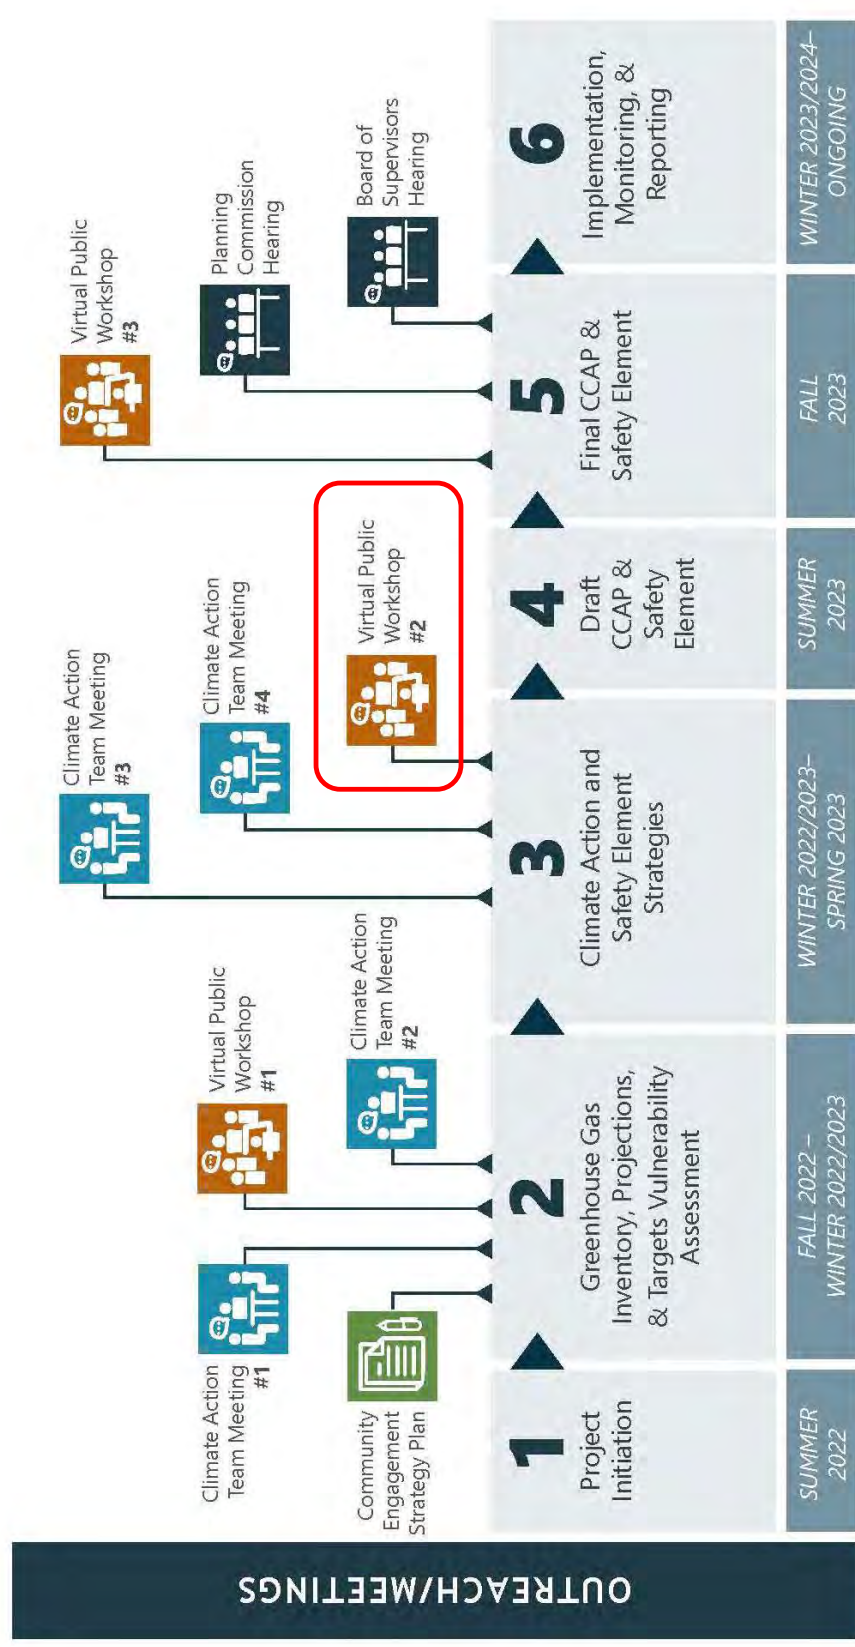 OUTREACH/MEETINGS
Climate Action
Team Meeting
#1
Community
Engagement
Strategy Plan
Virtual Public
Workshop
#1
Climate Action
Team Meeting
#2
Climate Action
Team Meeting
#3
Climate Action
Team Meeting
#4
Virtual Public
Workshop
#2
Virtual Public
Workshop
#3
Planning
Commission
Hearing
Board of
Supervisors
Hearing
1
Project
Initiation
2
Greenhouse Gas
Inventory, Projections,
& Targets Vulnerability
Assessment
3
Climate Action and
Safety Element
Strategies
4
Draft
CCAP &
Safety
Element
5
Final CCAP &
Safety Element
6
Implementation,
Monitoring, &
Reporting
SUMMER
2022
FALL 2022 –
WINTER 2022/2023
WINTER 2022/2023–
SPRING 2023
SUMMER
2023
FALL
2023
WINTER 2023/2024–
ONGOING